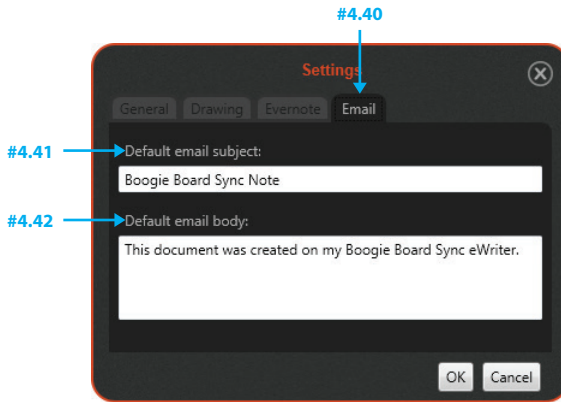 #4.40
Settings
General Drawing Evernote Email
#4.41 Default email subject:
Boogie Board Sync Note
#4.42 Default email body:
This document was created on my Boogie Board Sync eWriter.
OK Cancel